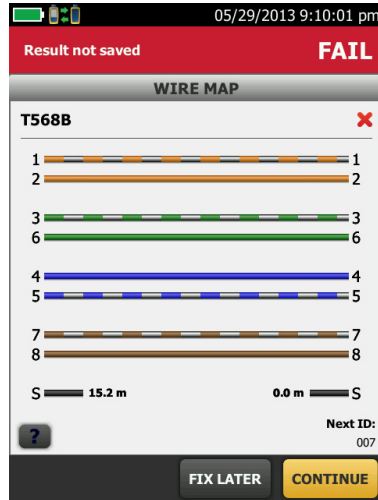 05/29/2013 9:10:01 pm
Result not saved FAIL
WIRE MAP
T568B
1 1
2 2
3 3
6 6
4 4
5 5
7 7
8 8
S 15.2 m 0.0 m S
Next ID:
? 007
FIX LATER CONTINUE